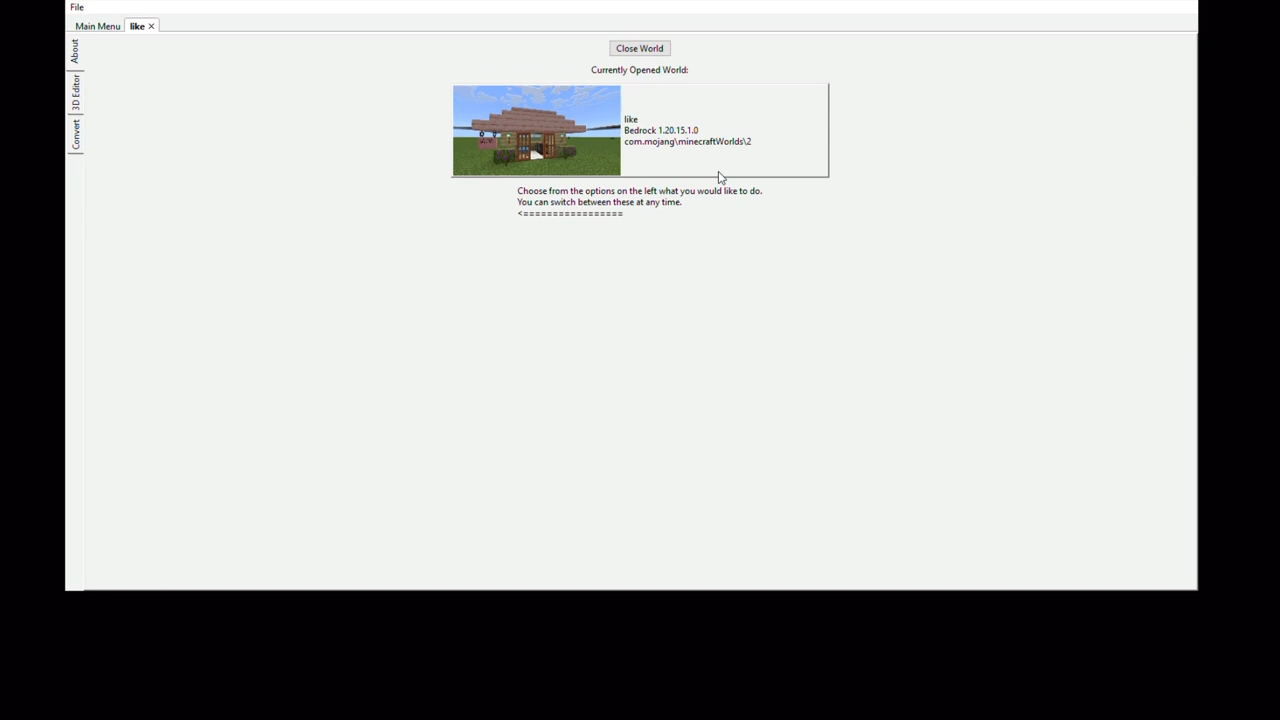 File
Main Menu
like
About
3D Editor
Convert
Close World
Currently Opened World:
like
Bedrock 1.20.15.1.0
com.mojang\minecraftWorlds\2
Choose from the options on the left what you would like to do.
You can switch between these at any time.
<=================